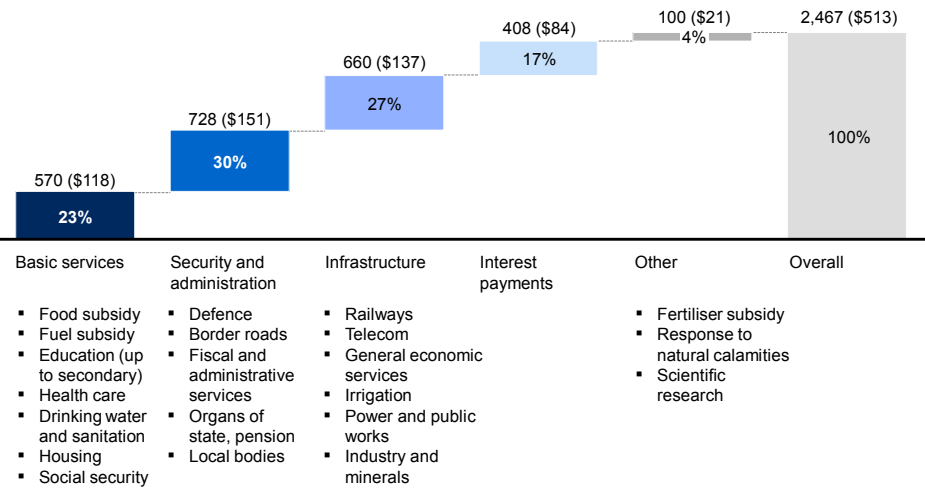 570 ($118)
23%
728 ($151)
30%
660 ($137)
27%
408 ($84)
17%
100 ($21)
4%
2,467 ($513)
100%
Basic services
▪ Food subsidy
▪ Fuel subsidy
▪ Education (up
to secondary)
▪ Health care
▪ Drinking water
and sanitation
▪ Housing
▪ Social security
Security and
administration
▪ Defence
▪ Border roads
▪ Fiscal and
administrative
services
▪ Organs of
state, pension
▪ Local bodies
Infrastructure
▪ Railways
▪ Telecom
▪ General economic
services
▪ Irrigation
▪ Power and public
works
▪ Industry and
minerals
Interest
payments
Other
▪ Fertiliser subsidy
▪ Response to
natural calamities
▪ Scientific
research
Overall